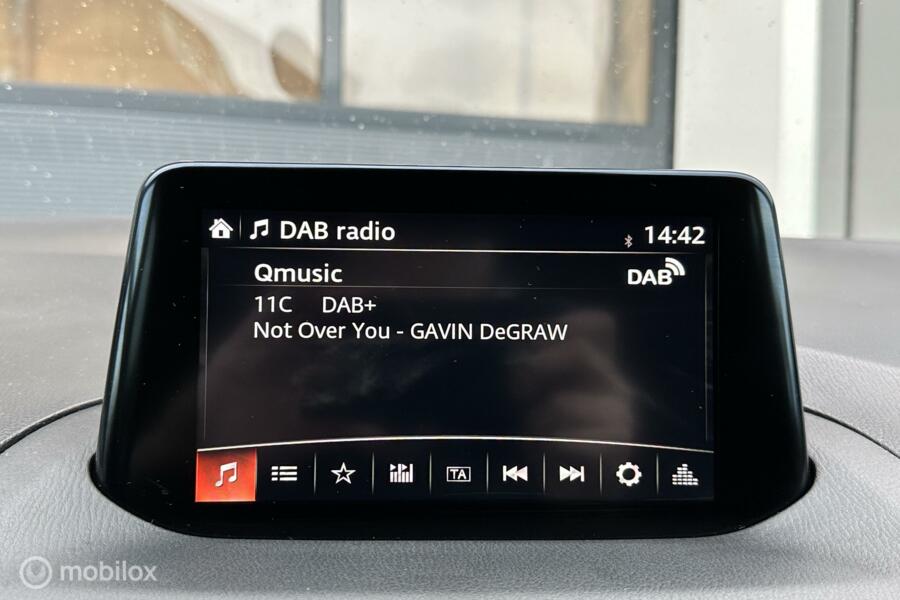 DAB radio
14:42
Qmusic
DAB
11C DAB+
Not Over You - GAVIN DeGRAW
TA
mobilox